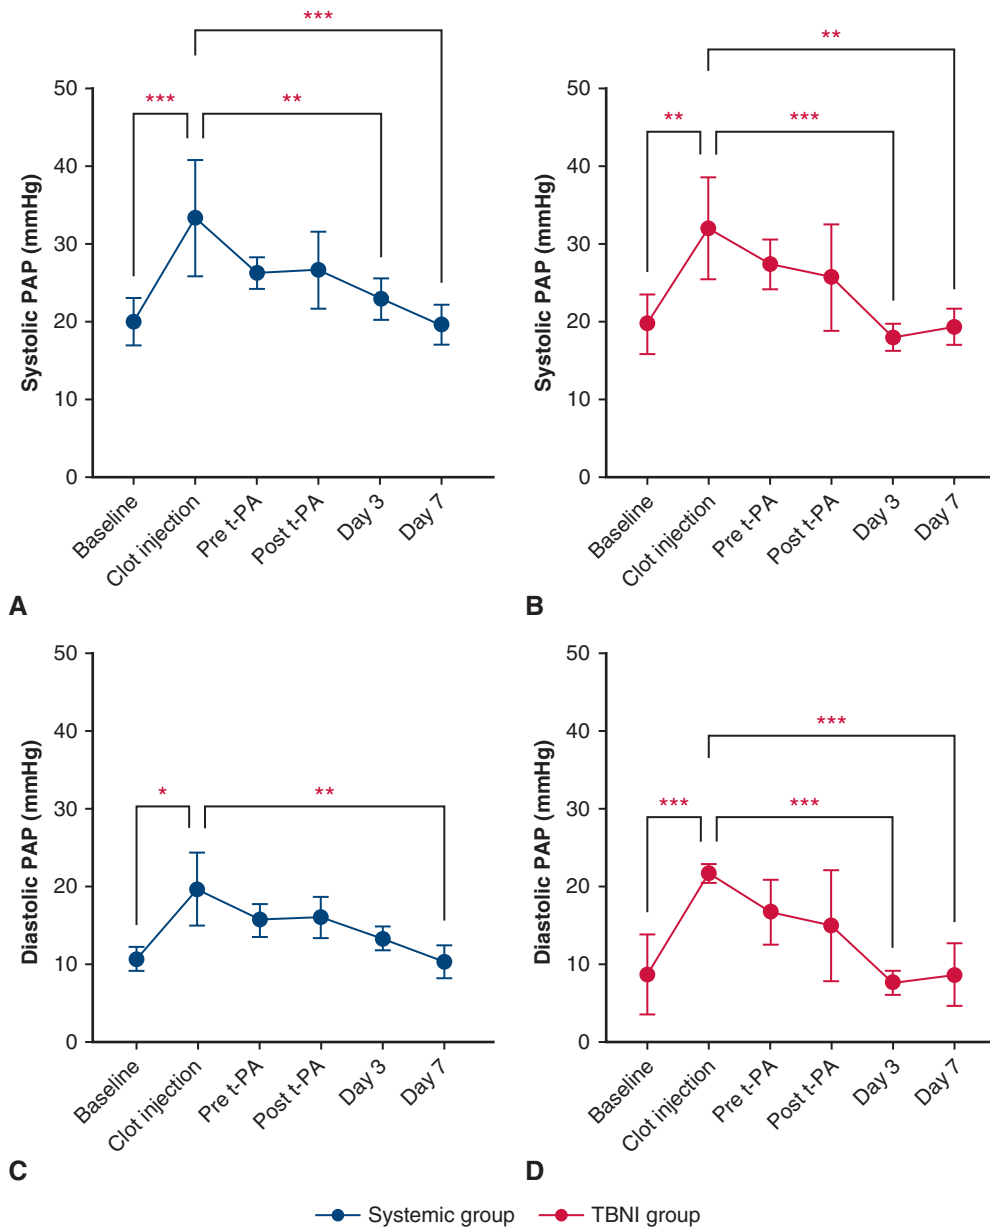 ***
**
50
***
**
40
30
20
10
0
Systolic PAP (mmHg)
Baseline
Clot injection
Pre t-PA
Post t-PA
Day 3
Day 7
A
**
50
**
***
40
30
20
10
0
Systolic PAP (mmHg)
Baseline
Clot injection
Pre t-PA
Post t-PA
Day 3
Day 7
B
50
40
*
**
30
20
10
0
Diastolic PAP (mmHg)
Baseline
Clot injection
Pre t-PA
Post t-PA
Day 3
Day 7
C
50
***
40
***
***
30
20
10
0
Diastolic PAP (mmHg)
Baseline
Clot injection
Pre t-PA
Post t-PA
Day 3
Day 7
D
Systemic group
TBNI group